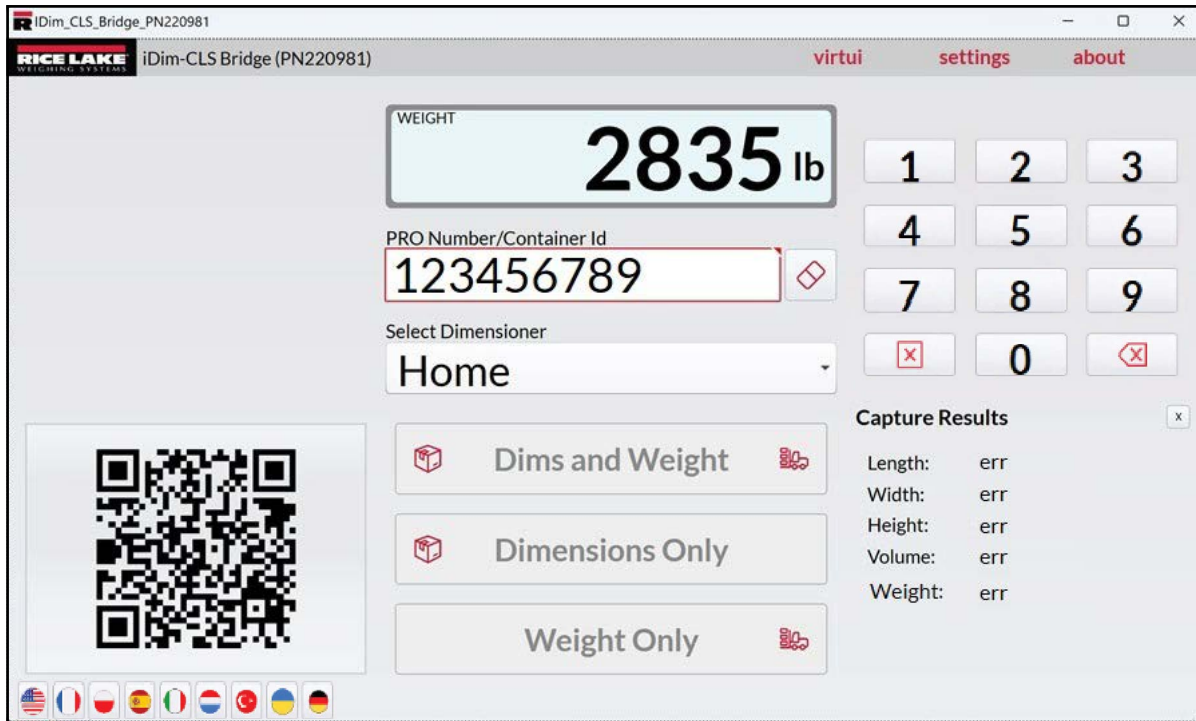 IDim_CLS_Bridge_PN220981
RICE LAKE
WEIGHING SYSTEMS
iDim-CLS Bridge (PN220981)
virtui settings about
WEIGHT
2835 lb
PRO Number/Container Id
123456789
Select Dimensioner
Home
1 2 3
4 5 6
7 8 9
0
Dims and Weight
Dimensions Only
Weight Only
Capture Results x
Length: err
Width: err
Height: err
Volume: err
Weight: err